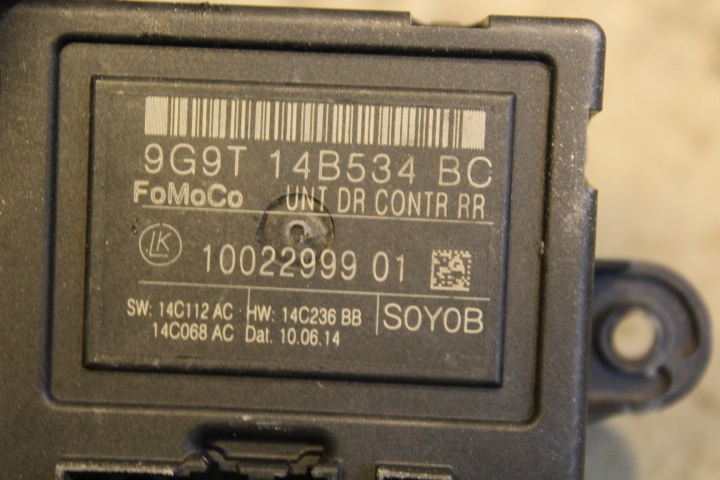 9G9T 14B534 BC
FoMoCo UNT DR CONTR RR
LK 10022999 01
SW: 14C112 AC HW: 14C236 BB S0Y0B
14C068 AC Dat. 10.06.14